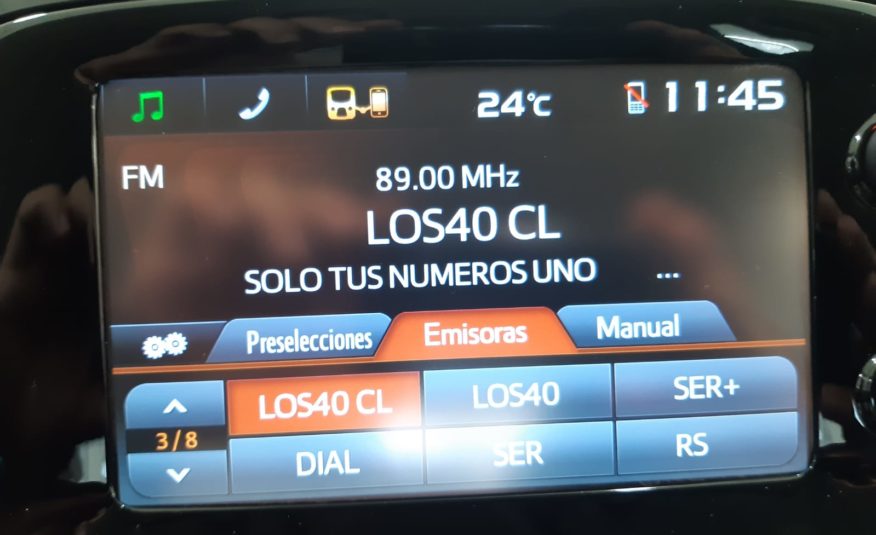 24°C 11:45
FM 89.00 MHz
LOS40 CL
SOLO TUS NUMEROS UNO ...
Preselecciones Emisoras Manual
LOS40 CL LOS40 SER+
3/8
DIAL SER RS